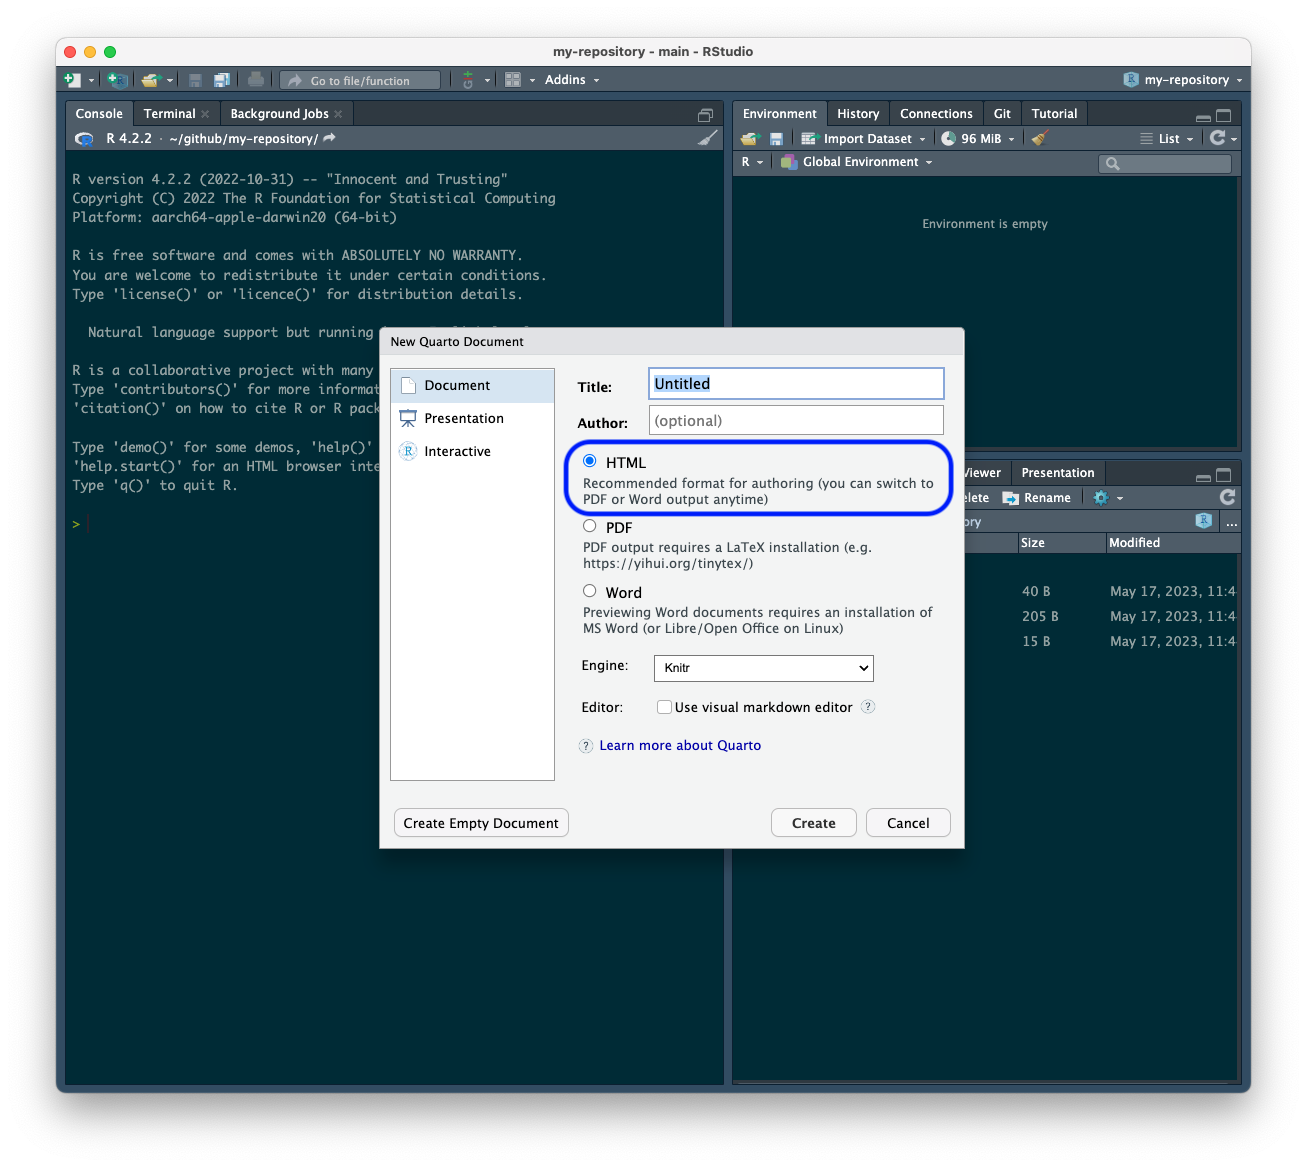 my-repository - main - RStudio
Go to file/function
Addins
my-repository
Console
Terminal
Background Jobs
R 4.2.2 · ~/github/my-repository/
R version 4.2.2 (2022-10-31) -- "Innocent and Trusting"
Copyright (C) 2022 The R Foundation for Statistical Computing
Platform: aarch64-apple-darwin20 (64-bit)
R is free software and comes with ABSOLUTELY NO WARRANTY.
You are welcome to redistribute it under certain conditions.
Type 'license()' or 'licence()' for distribution details.
Natural language support but running
R is a collaborative project with many
Type 'contributors()' for more informat
'citation()' on how to cite R or R pack
Type 'demo()' for some demos, 'help()'
'help.start()' for an HTML browser inte
Type 'q()' to quit R.
>
Environment
History
Connections
Git
Tutorial
Import Dataset
96 MiB
List
R
Global Environment
Environment is empty
New Quarto Document
Document
Presentation
Interactive
Title:
Untitled
Author:
(optional)
HTML
Recommended format for authoring (you can switch to
PDF or Word output anytime)
PDF
PDF output requires a LaTeX installation (e.g.
https://yihui.org/tinytex/)
Word
Previewing Word documents requires an installation of
MS Word (or Libre/Open Office on Linux)
Engine:
Knitr
Editor:
Use visual markdown editor ?
? Learn more about Quarto
Create Empty Document
Create
Cancel
iewer
Presentation
elete
Rename
ory
R
...
Size
Modified
40 B
May 17, 2023, 11:4
205 B
May 17, 2023, 11:4
15 B
May 17, 2023, 11:4